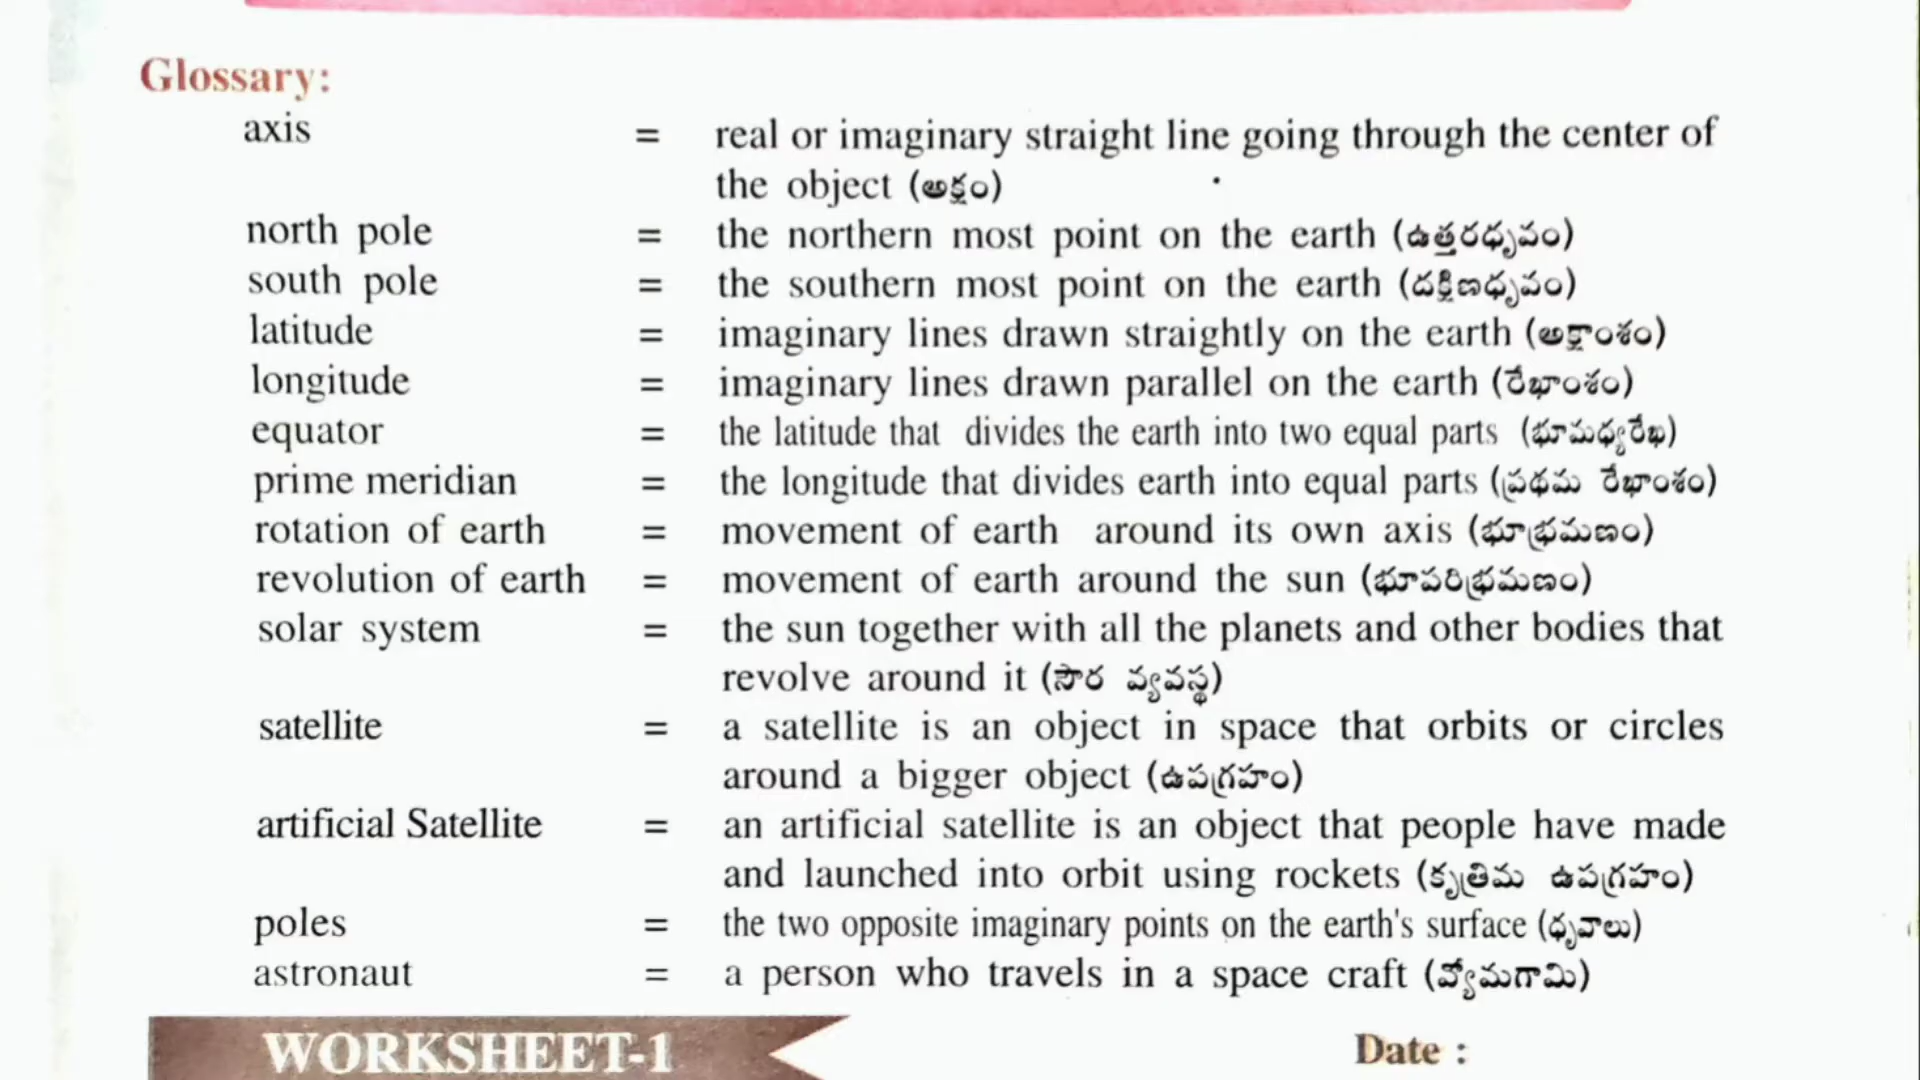 Glossary:
axis = real or imaginary straight line going through the center of
the object (అక్షం)
north pole = the northern most point on the earth (ఉత్తరధృవం)
south pole = the southern most point on the earth (దక్షిణధృవం)
latitude = imaginary lines drawn straightly on the earth (అక్షాంశం)
longitude = imaginary lines drawn parallel on the earth (రేఖాంశం)
equator = the latitude that divides the earth into two equal parts (భూమధ్యరేఖ)
prime meridian = the longitude that divides earth into equal parts (ప్రథమ రేఖాంశం)
rotation of earth = movement of earth around its own axis (భూభ్రమణం)
revolution of earth = movement of earth around the sun (భూపరిభ్రమణం)
solar system = the sun together with all the planets and other bodies that
revolve around it (సౌర వ్యవస్థ)
satellite = a satellite is an object in space that orbits or circles
around a bigger object (ఉపగ్రహం)
artificial Satellite = an artificial satellite is an object that people have made
and launched into orbit using rockets (కృత్రిమ ఉపగ్రహం)
poles = the two opposite imaginary points on the earth's surface (ధృవాలు)
astronaut = a person who travels in a space craft (వ్యోమగామి)
WORKSHEET-1 Date :